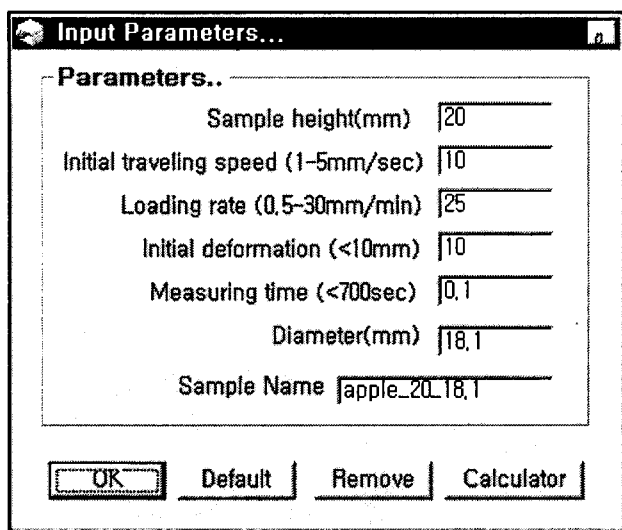 Input Parameters...
Parameters..
Sample height(mm) 20
Initial traveling speed (1-5mm/sec) 10
Loading rate (0,5-30mm/min) 25
Initial deformation (<10mm) 10
Measuring time (<700sec) 0,1
Diameter(mm) 18,1
Sample Name apple_20_18,1
OK Default Remove Calculator